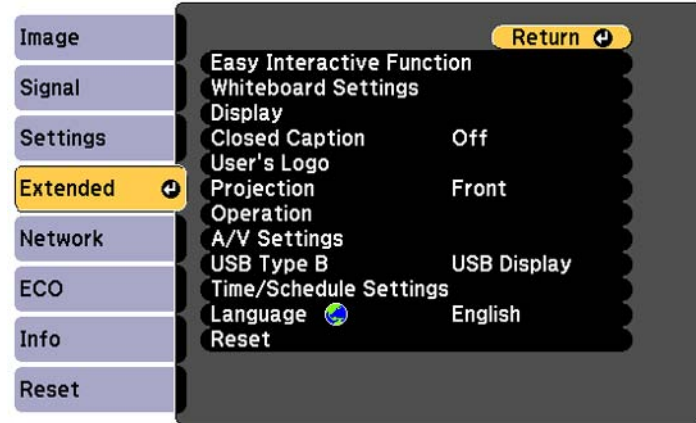 Image
Signal
Settings
Extended
Network
ECO
Info
Reset
Return
Easy Interactive Function
Whiteboard Settings
Display
Closed Caption Off
User's Logo
Projection Front
Operation
A/V Settings
USB Type B USB Display
Time/Schedule Settings
Language English
Reset